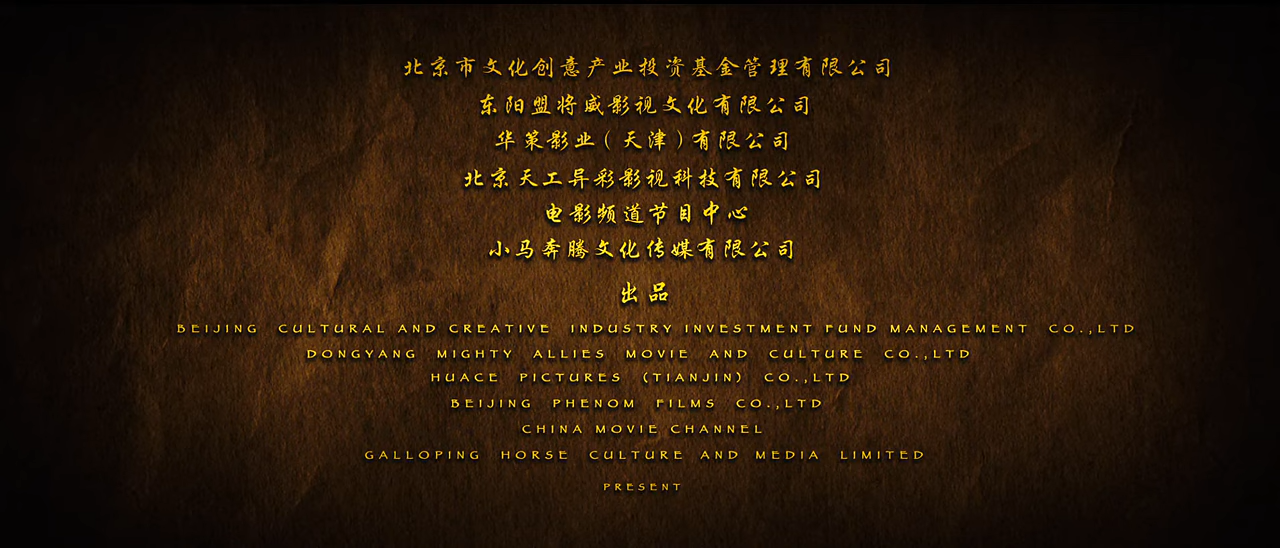 北京市文化创意产业投资基金管理有限公司
东阳盟将威影视文化有限公司
华策影业（天津）有限公司
北京天工异彩影视科技有限公司
电影频道节目中心
小马奔腾文化传媒有限公司
出品
BEIJING CULTURAL AND CREATIVE INDUSTRY INVESTMENT FUND MANAGEMENT CO.,LTD
DONGYANG MIGHTY ALLIES MOVIE AND CULTURE CO.,LTD
HUACE PICTURES (TIANJIN) CO.,LTD
BEIJING PHENOM FILMS CO.,LTD
CHINA MOVIE CHANNEL
GALLOPING HORSE CULTURE AND MEDIA LIMITED
PRESENT